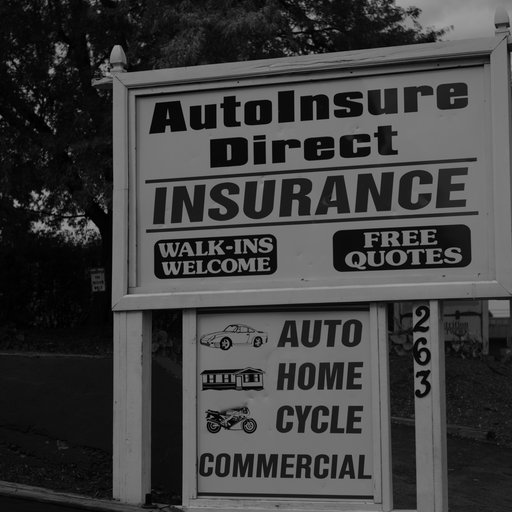 AutoInsure
Direct
INSURANCE
WALK-INS
WELCOME
FREE
QUOTES
AUTO
HOME
CYCLE
COMMERCIAL
263